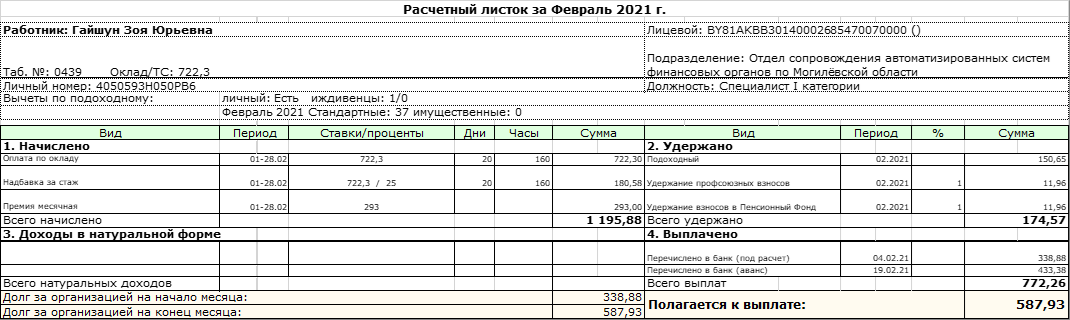 Расчетный листок за Февраль 2021 г.
Работник: Гайшун Зоя Юрьевна Лицевой: BY81AKBB30140002685470070000 ()
Таб. №: 0439 Оклад/ТС: 722,3 Подразделение: Отдел сопровождения автоматизированных систем
финансовых органов по Могилёвской области
Личный номер: 4050593H050PB6 Должность: Специалист I категории
Вычеты по подоходному: личный: Есть иждивенцы: 1/0
Февраль 2021 Стандартные: 37 имущественные: 0
Вид Период Ставки/проценты Дни Часы Сумма Вид Период % Сумма
1. Начислено 2. Удержано
Оплата по окладу 01-28.02 722,3 20 160 722,30 Подоходный 02.2021 150,65
Надбавка за стаж 01-28.02 722,3 / 25 20 160 180,58 Удержание профсоюзных взносов 02.2021 1 11,96
Премия месячная 01-28.02 293 293,00 Удержание взносов в Пенсионный Фонд 02.2021 1 11,96
Всего начислено 1 195,88 Всего удержано 174,57
3. Доходы в натуральной форме 4. Выплачено
Перечислено в банк (под расчет) 04.02.21 338,88
Перечислено в банк (аванс) 19.02.21 433,38
Всего натуральных доходов Всего выплат 772,26
Долг за организацией на начало месяца: 338,88
Полагается к выплате: 587,93
Долг за организацией на конец месяца: 587,93